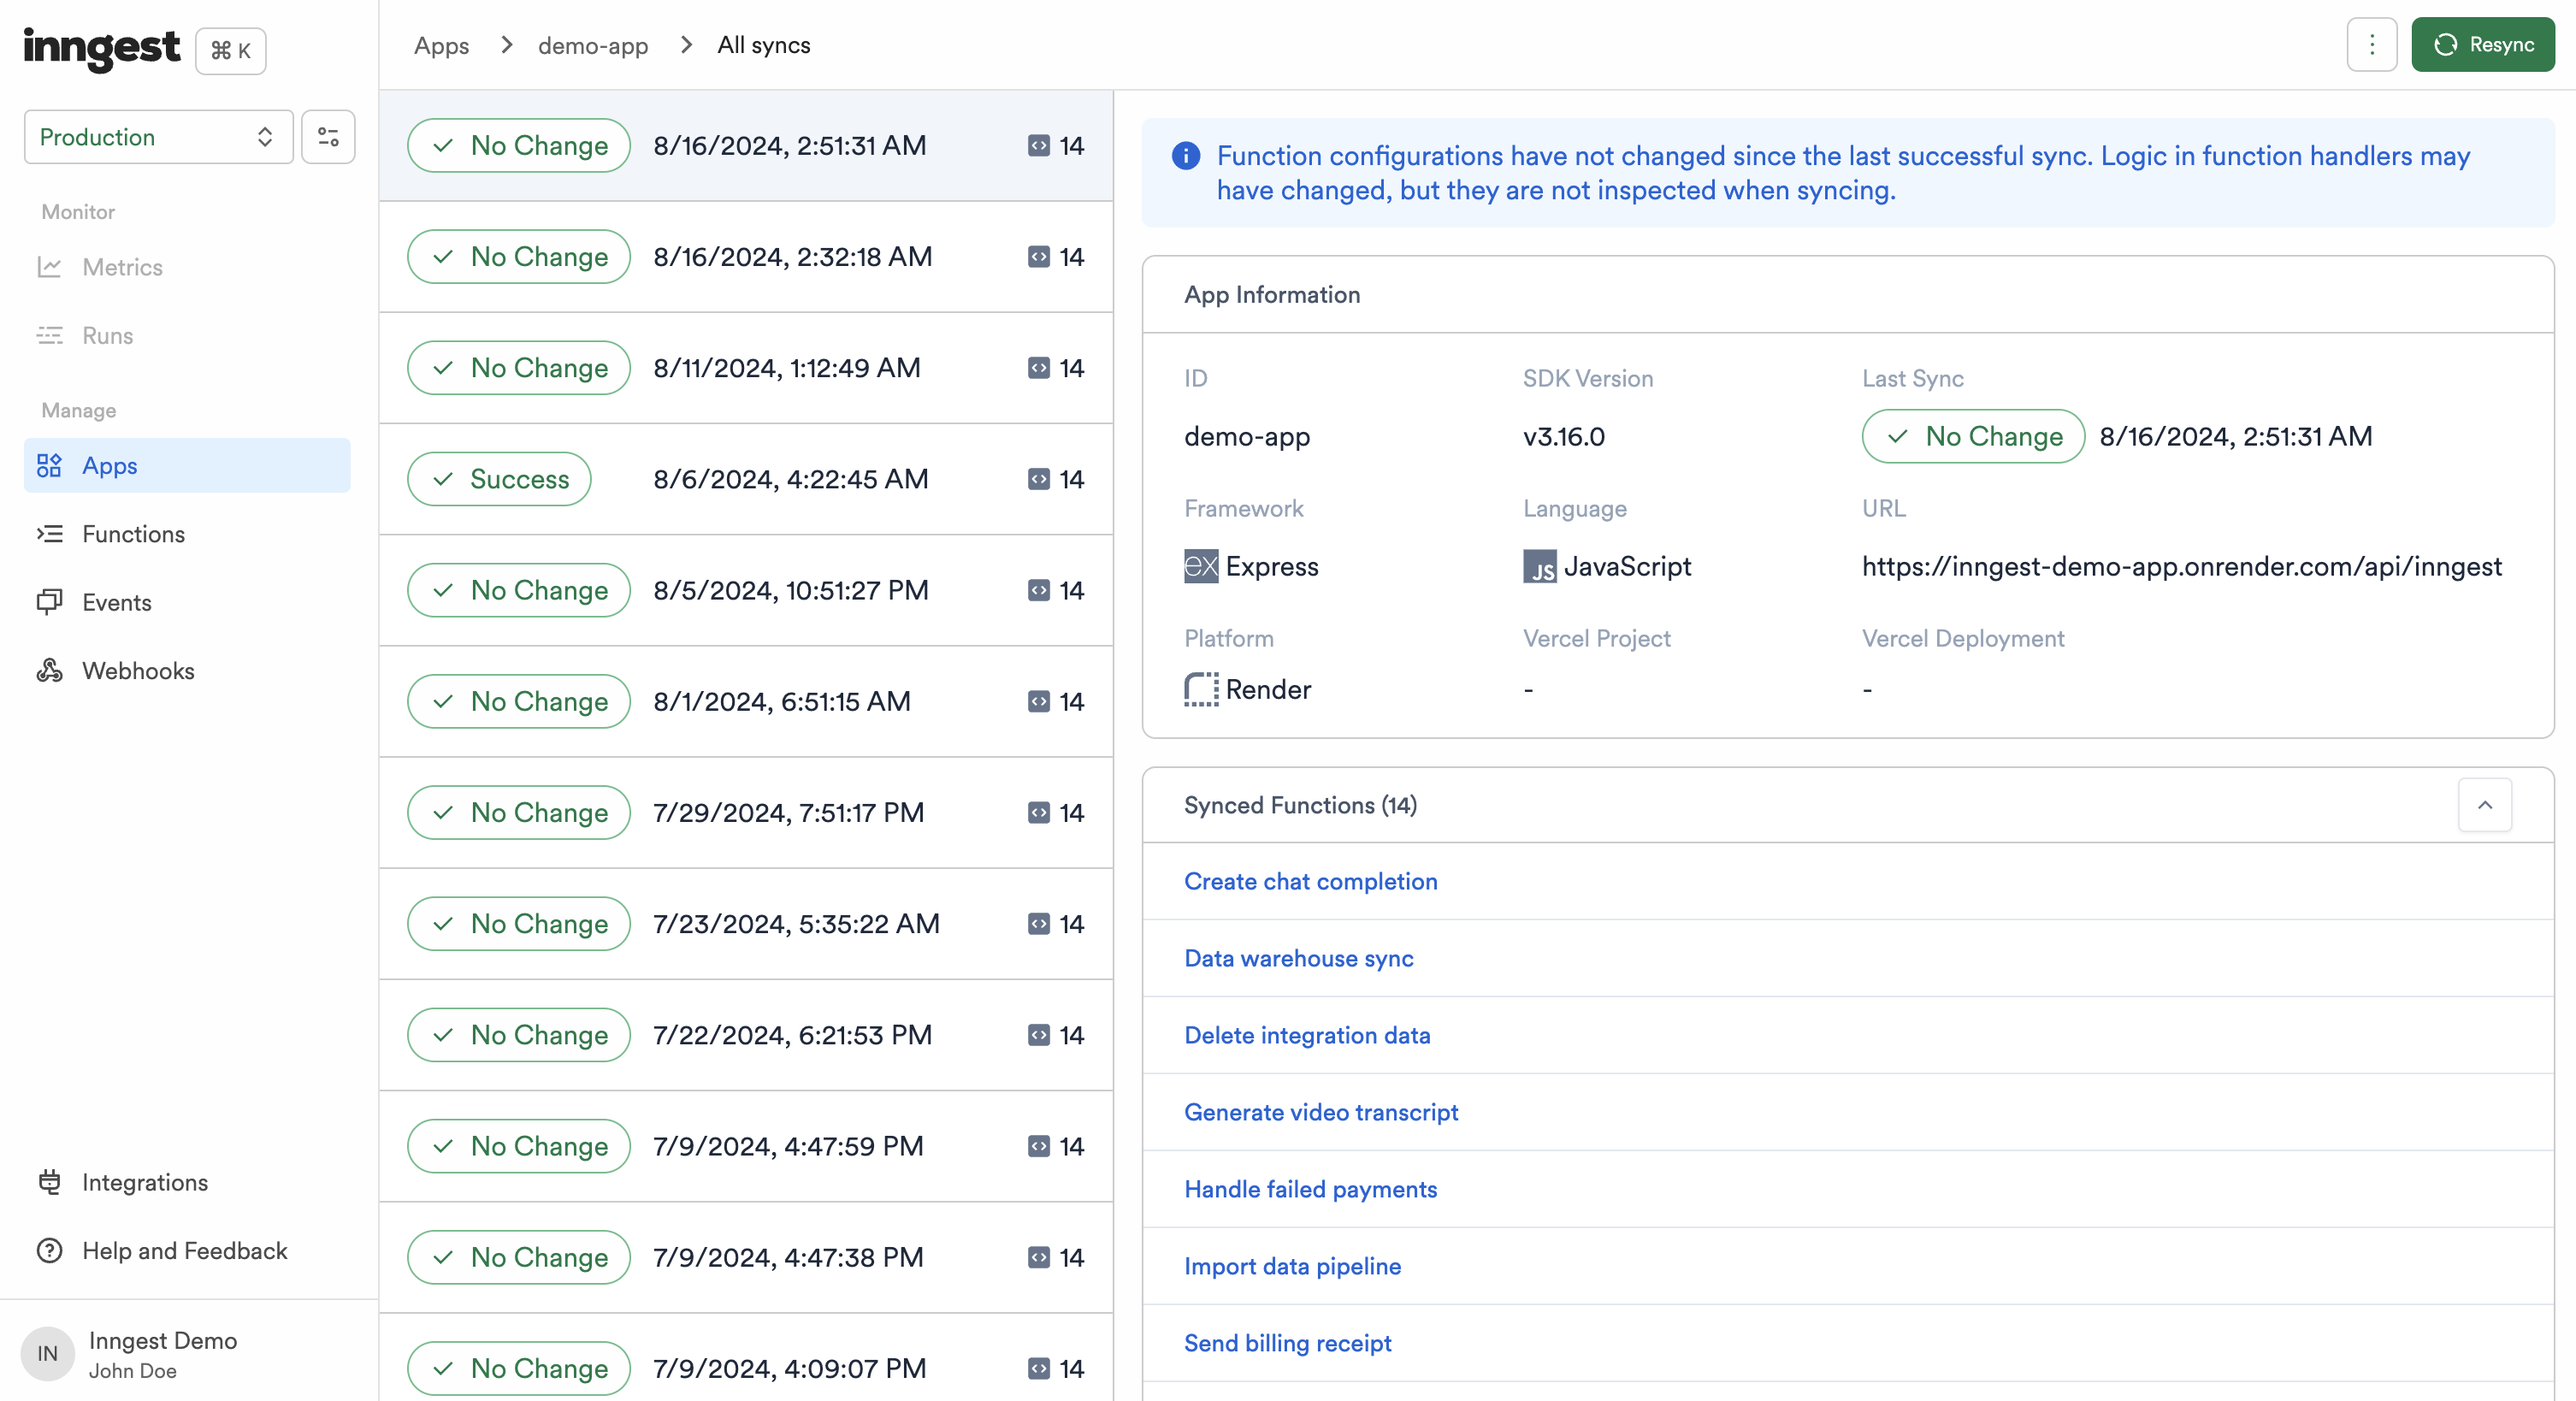 inngest
⌘ K
Production
Monitor
Metrics
Runs
Manage
Apps
Functions
Events
Webhooks
Integrations
Help and Feedback
IN
Inngest Demo
John Doe
Apps > demo-app > All syncs
Resync
No Change 8/16/2024, 2:51:31 AM 14
No Change 8/16/2024, 2:32:18 AM 14
No Change 8/11/2024, 1:12:49 AM 14
Success 8/6/2024, 4:22:45 AM 14
No Change 8/5/2024, 10:51:27 PM 14
No Change 8/1/2024, 6:51:15 AM 14
No Change 7/29/2024, 7:51:17 PM 14
No Change 7/23/2024, 5:35:22 AM 14
No Change 7/22/2024, 6:21:53 PM 14
No Change 7/9/2024, 4:47:59 PM 14
No Change 7/9/2024, 4:47:38 PM 14
No Change 7/9/2024, 4:09:07 PM 14
Function configurations have not changed since the last successful sync. Logic in function handlers may
have changed, but they are not inspected when syncing.
App Information
ID SDK Version Last Sync
demo-app v3.16.0 No Change 8/16/2024, 2:51:31 AM
Framework Language URL
ex Express JS JavaScript https://inngest-demo-app.onrender.com/api/inngest
Platform Vercel Project Vercel Deployment
Render - -
Synced Functions (14)
Create chat completion
Data warehouse sync
Delete integration data
Generate video transcript
Handle failed payments
Import data pipeline
Send billing receipt